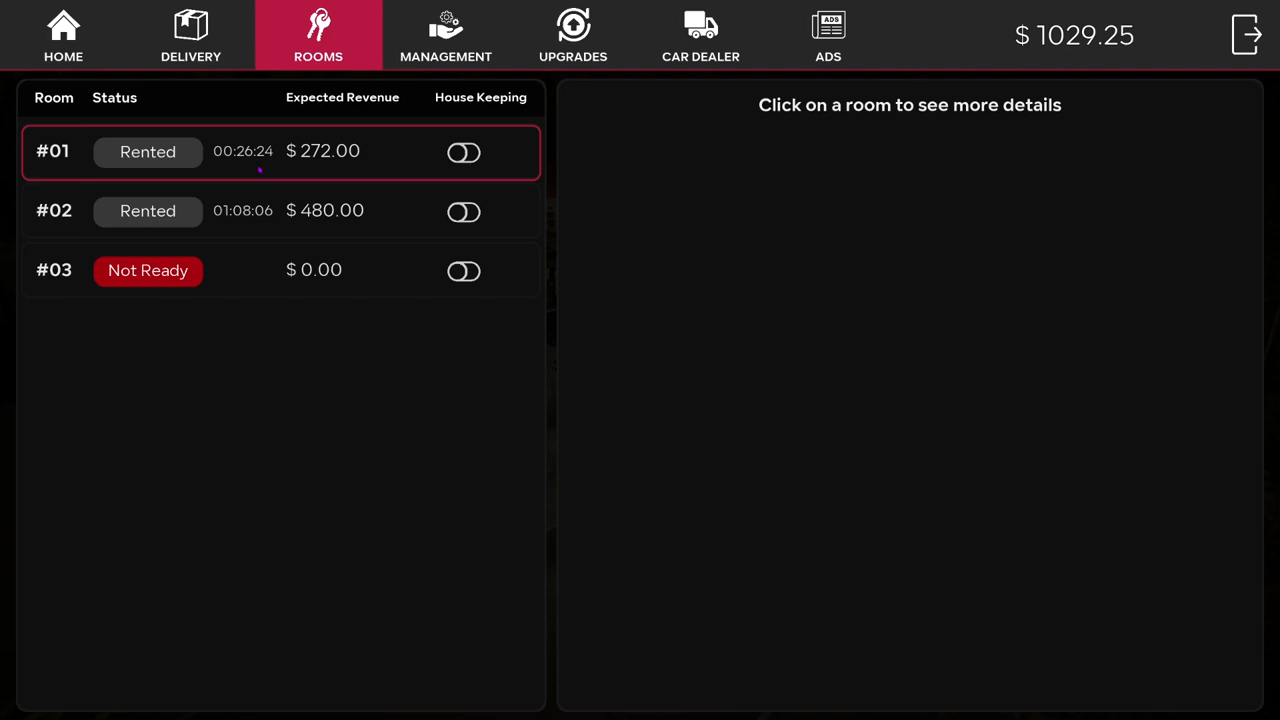 HOME DELIVERY ROOMS MANAGEMENT UPGRADES CAR DEALER ADS $ 1029.25
ADS
Room Status Expected Revenue House Keeping
#01 Rented 00:26:24 $ 272.00
#02 Rented 01:08:06 $ 480.00
#03 Not Ready $ 0.00
Click on a room to see more details